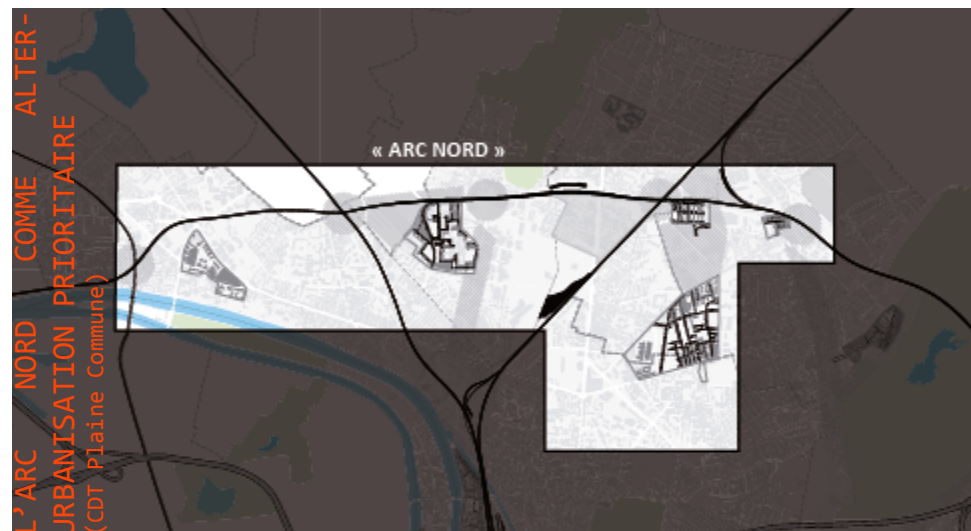 L'ARC NORD COMME ALTER-
URBANISATION PRIORITAIRE
(CDT Plaine Commune)
« ARC NORD »